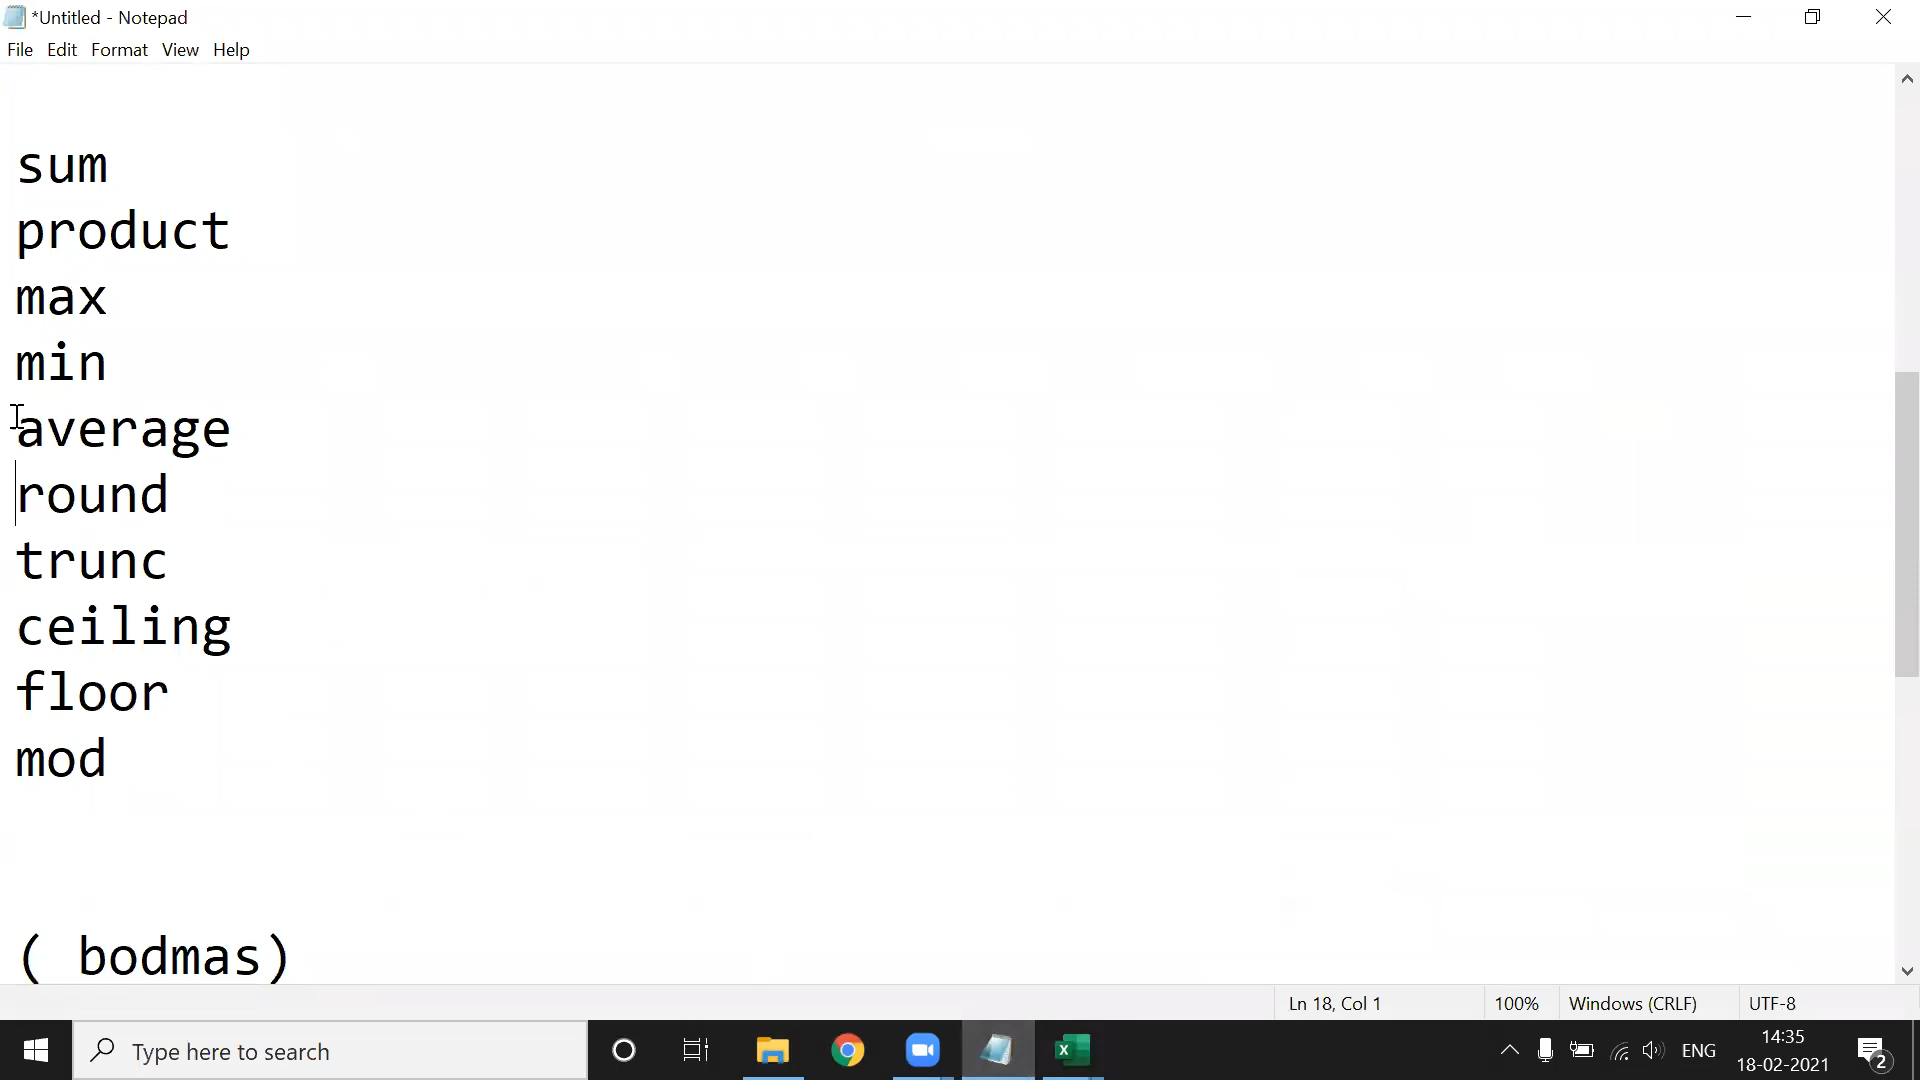 *Untitled - Notepad
File Edit Format View Help
sum
product
max
min
average
round
trunc
ceiling
floor
mod
( bodmas)
Ln 18, Col 1 100% Windows (CRLF) UTF-8
Type here to search
ENG
14:35
18-02-2021
2